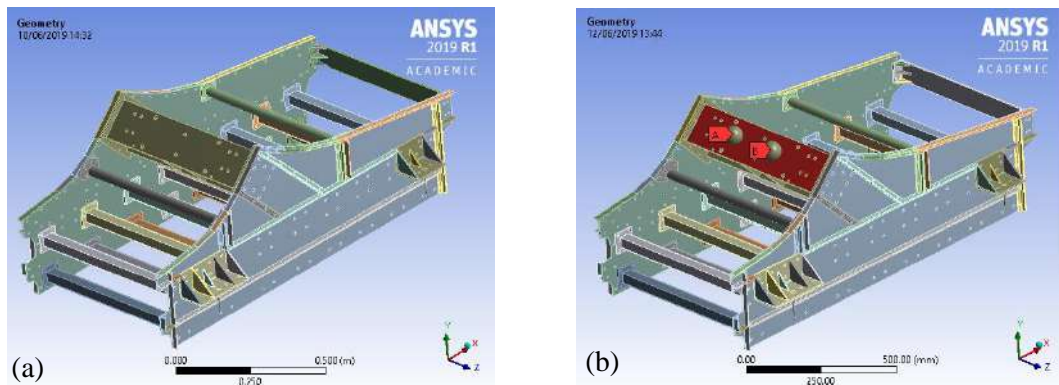 Geometry
10/06/2019 14:32
ANSYS
2019 R1
ACADEMIC
Y
X
Z
0.000
0.500 (m)
0.250
(a)
Geometry
12/06/2019 13:44
ANSYS
2019 R1
ACADEMIC
A
B
Y
X
Z
0.00
500.00 (mm)
250.00
(b)